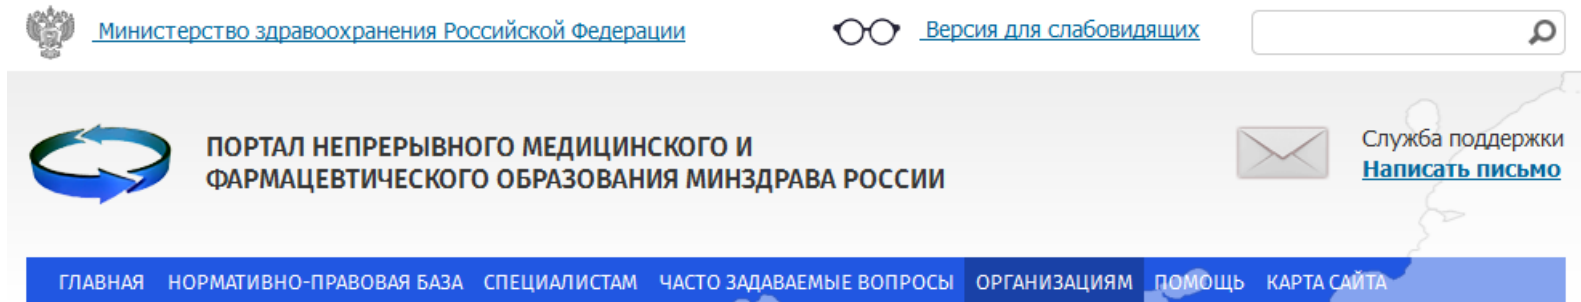 Министерство здравоохранения Российской Федерации
Версия для слабовидящих
ПОРТАЛ НЕПРЕРЫВНОГО МЕДИЦИНСКОГО И
ФАРМАЦЕВТИЧЕСКОГО ОБРАЗОВАНИЯ МИНЗДРАВА РОССИИ
Служба поддержки
Написать письмо
ГЛАВНАЯ НОРМАТИВНО-ПРАВОВАЯ БАЗА СПЕЦИАЛИСТАМ ЧАСТО ЗАДАВАЕМЫЕ ВОПРОСЫ ОРГАНИЗАЦИЯМ ПОМОЩЬ КАРТА САЙТА